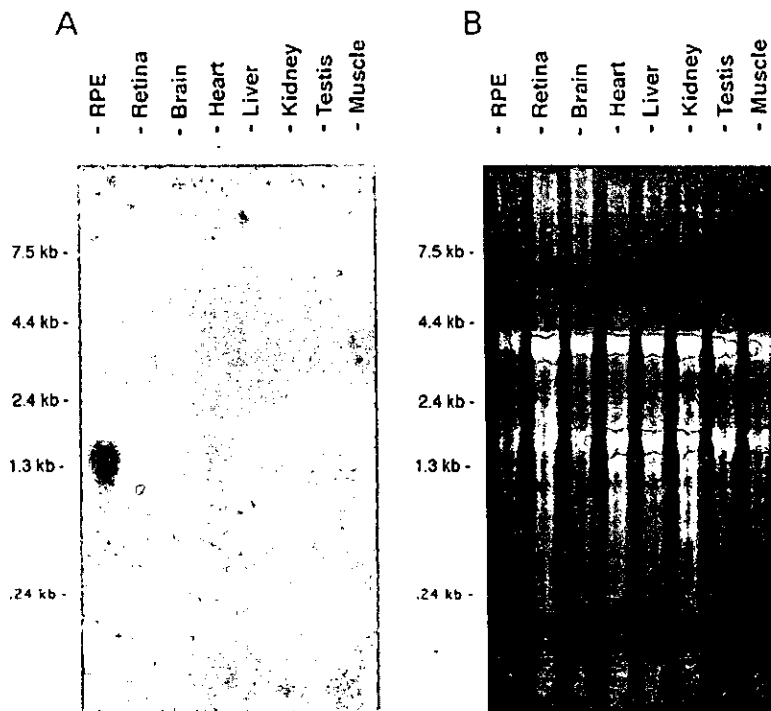 A
- RPE
- Retina
- Brain
- Heart
- Liver
- Kidney
- Testis
- Muscle
7.5 kb -
4.4 kb -
2.4 kb -
1.3 kb -
.24 kb -
B
- RPE
- Retina
- Brain
- Heart
- Liver
- Kidney
- Testis
- Muscle
7.5 kb -
4.4 kb -
2.4 kb -
1.3 kb -
.24 kb -